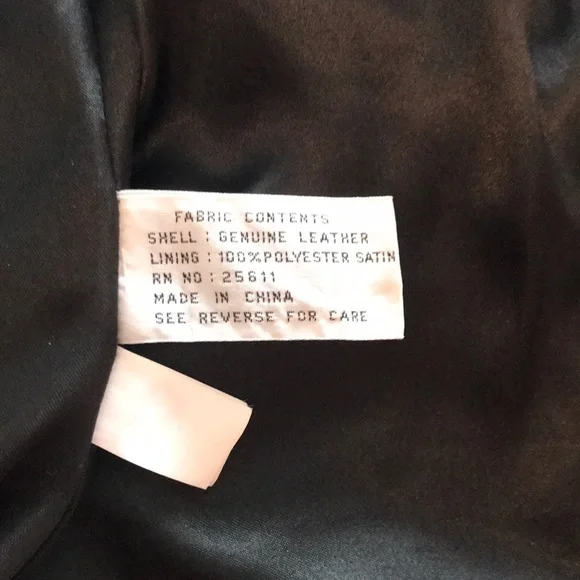 FABRIC CONTENTS
SHELL : GENUINE LEATHER
LINING : 100% POLYESTER SATIN
RN NO : 25611
MADE IN CHINA
SEE REVERSE FOR CARE